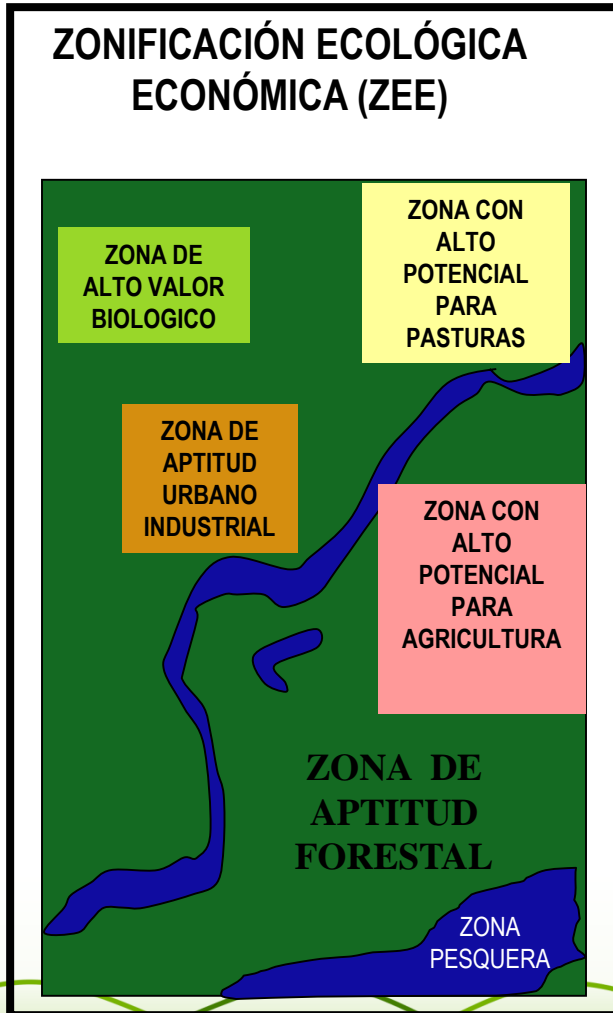 ZONIFICACIÓN ECOLÓGICA
ECONÓMICA (ZEE)
ZONA DE
ALTO VALOR
BIOLOGICO
ZONA CON
ALTO
POTENCIAL
PARA
PASTURAS
ZONA DE
APTITUD
URBANO
INDUSTRIAL
ZONA CON
ALTO
POTENCIAL
PARA
AGRICULTURA
ZONA DE
APTITUD
FORESTAL
ZONA
PESQUERA